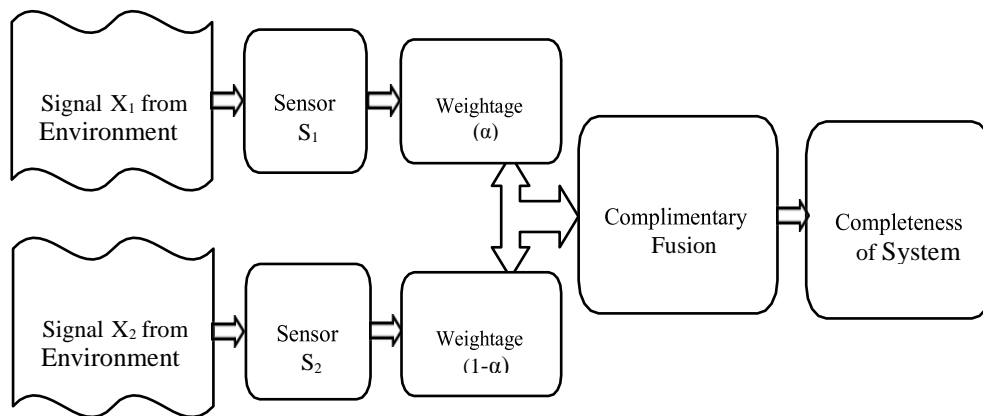 Signal X₁ from
Environment
Sensor
S₁
Weightage
(α)
Complimentary
Fusion
Completeness
of System
Signal X₂ from
Environment
Sensor
S₂
Weightage
(1-α)